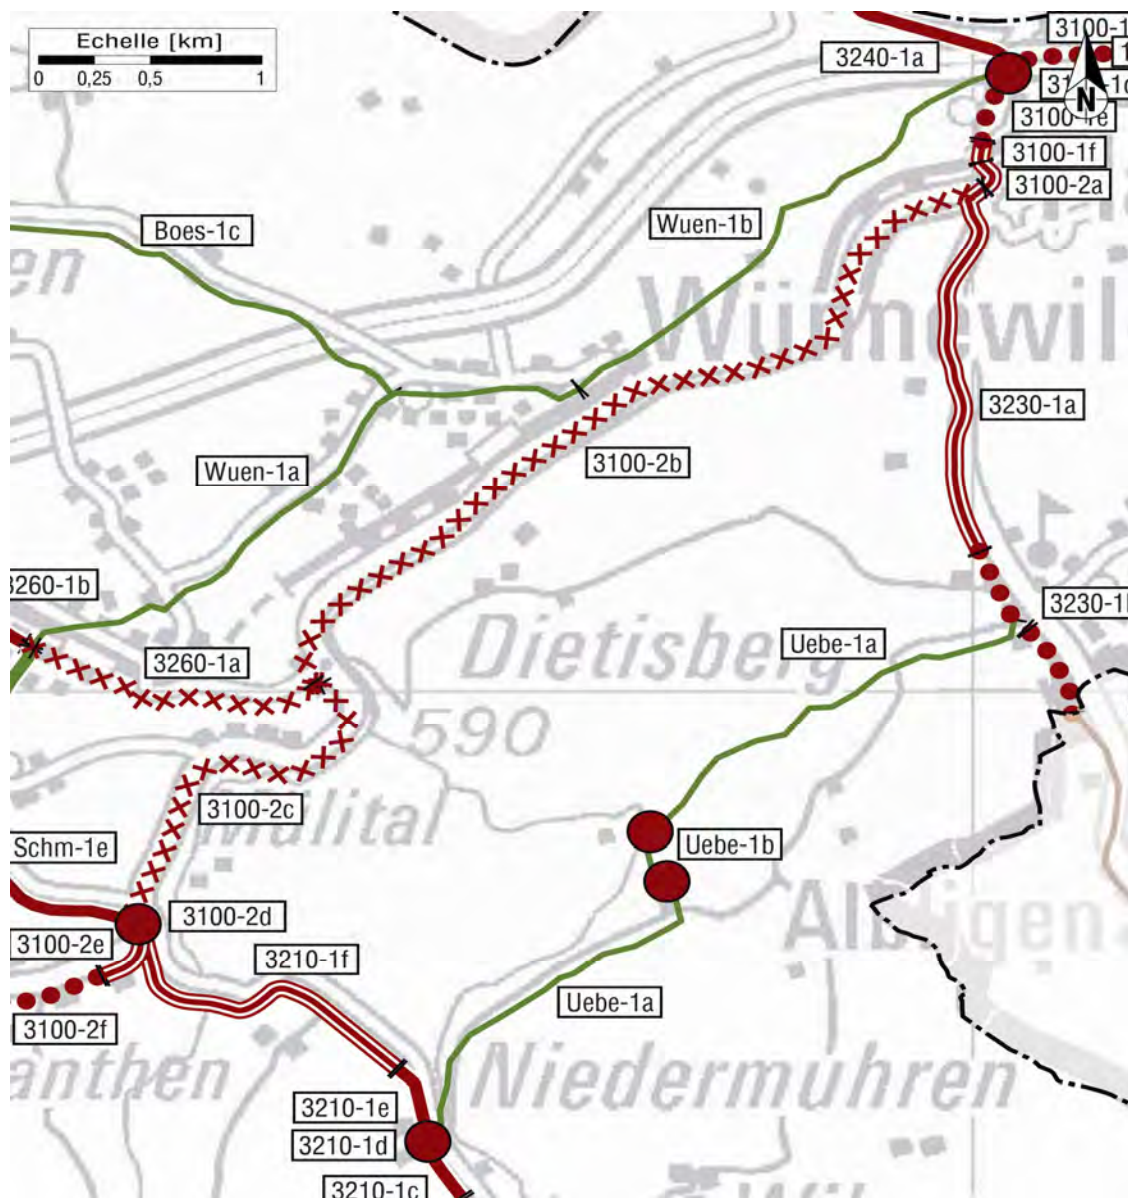 Echelle [km]
0 0,25 0,5 1
3240-1a
3100-1f
3100-2a
Boes-1c
Wuen-1b
Wünnewil
3230-1a
Wuen-1a
3100-2b
3260-1b
3230-1
Dietisberg
Uebe-1a
3260-1a
590
3100-2c
Mülital
Uebe-1b
Schm-1e
3100-2d
3100-2e
3210-1f
Uebe-1a
3100-2f
Niedermuhren
3210-1e
3210-1d
3210-1c
N